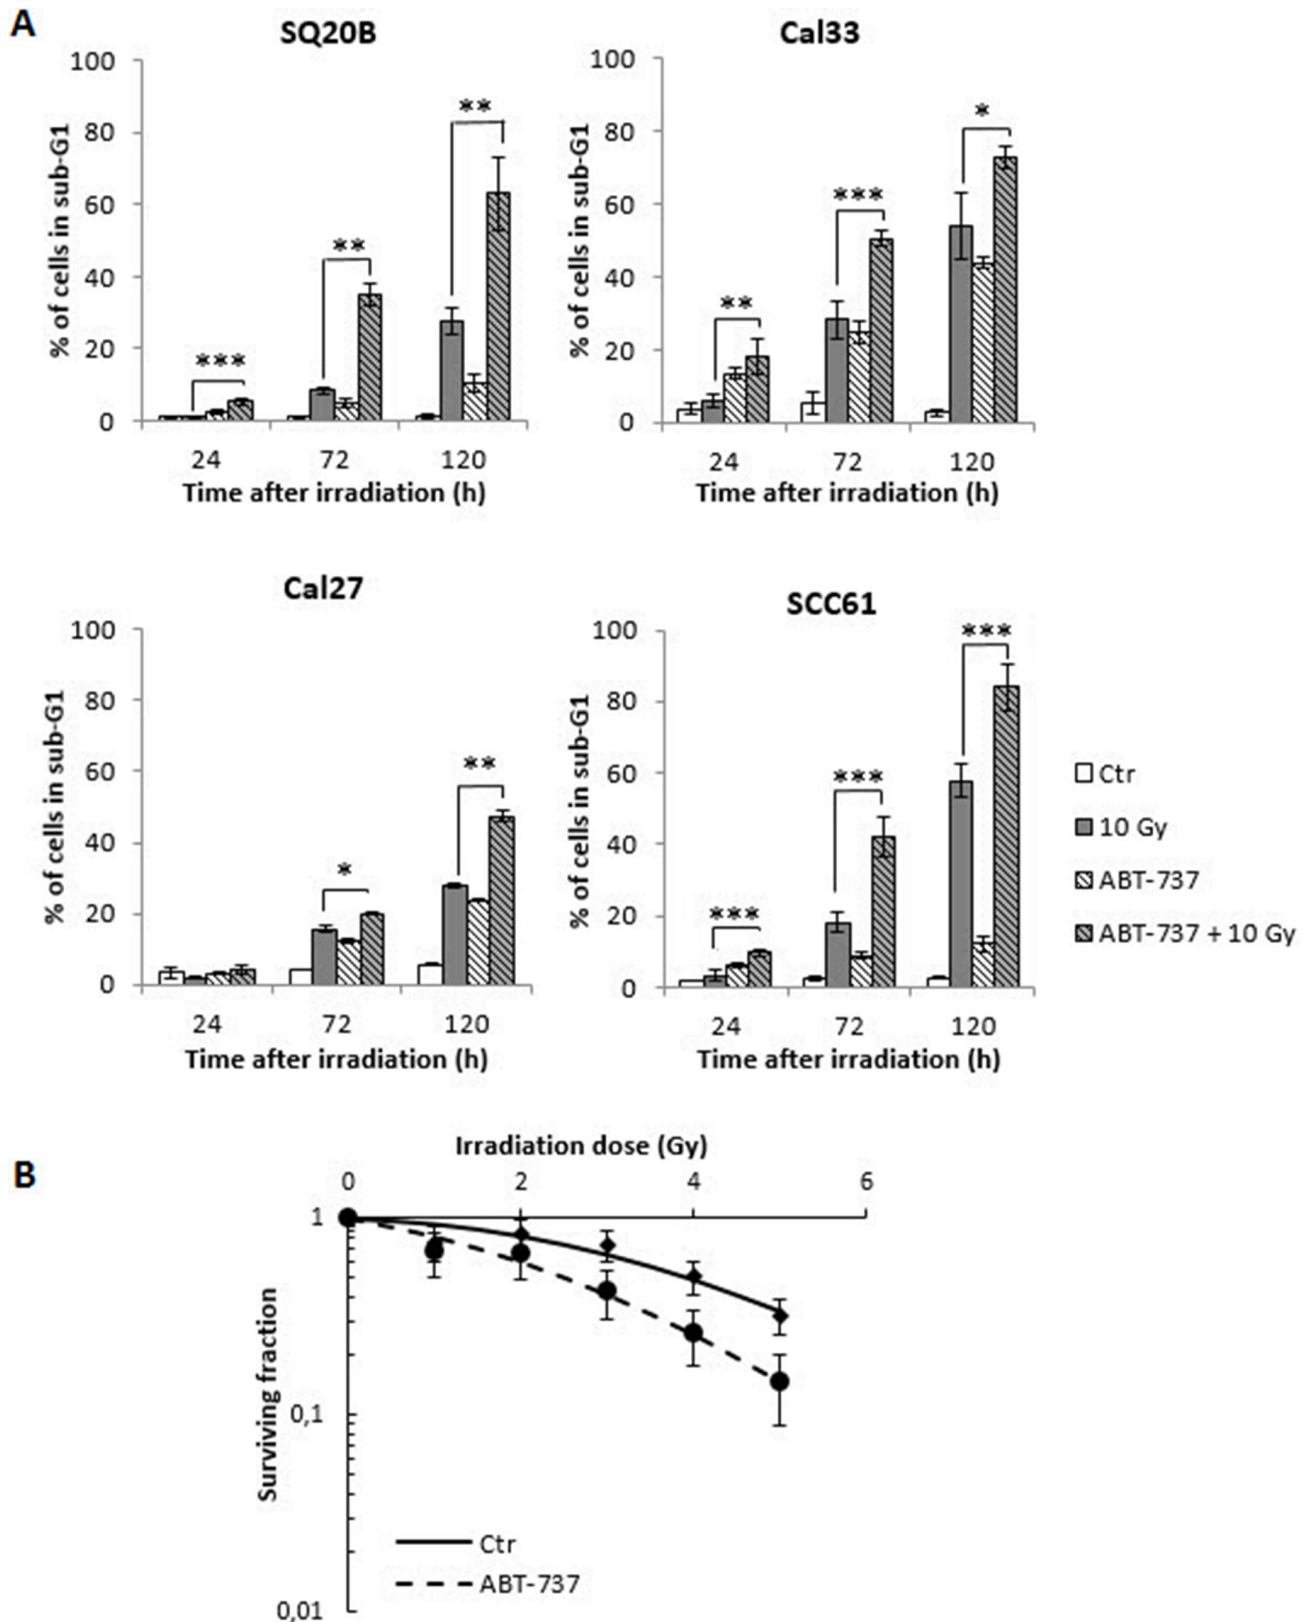 A
SQ20B
100
80
60
40
20
0
% of cells in sub-G1
***
**
**
24 72 120
Time after irradiation (h)
Cal33
100
80
60
40
20
0
% of cells in sub-G1
**
***
*
24 72 120
Time after irradiation (h)
Cal27
100
80
60
40
20
0
% of cells in sub-G1
*
**
24 72 120
Time after irradiation (h)
SCC61
100
80
60
40
20
0
% of cells in sub-G1
***
***
***
24 72 120
Time after irradiation (h)
Ctr
10 Gy
ABT-737
ABT-737 + 10 Gy
B
Irradiation dose (Gy)
0 2 4 6
1
0,1
0,01
Surviving fraction
Ctr
ABT-737